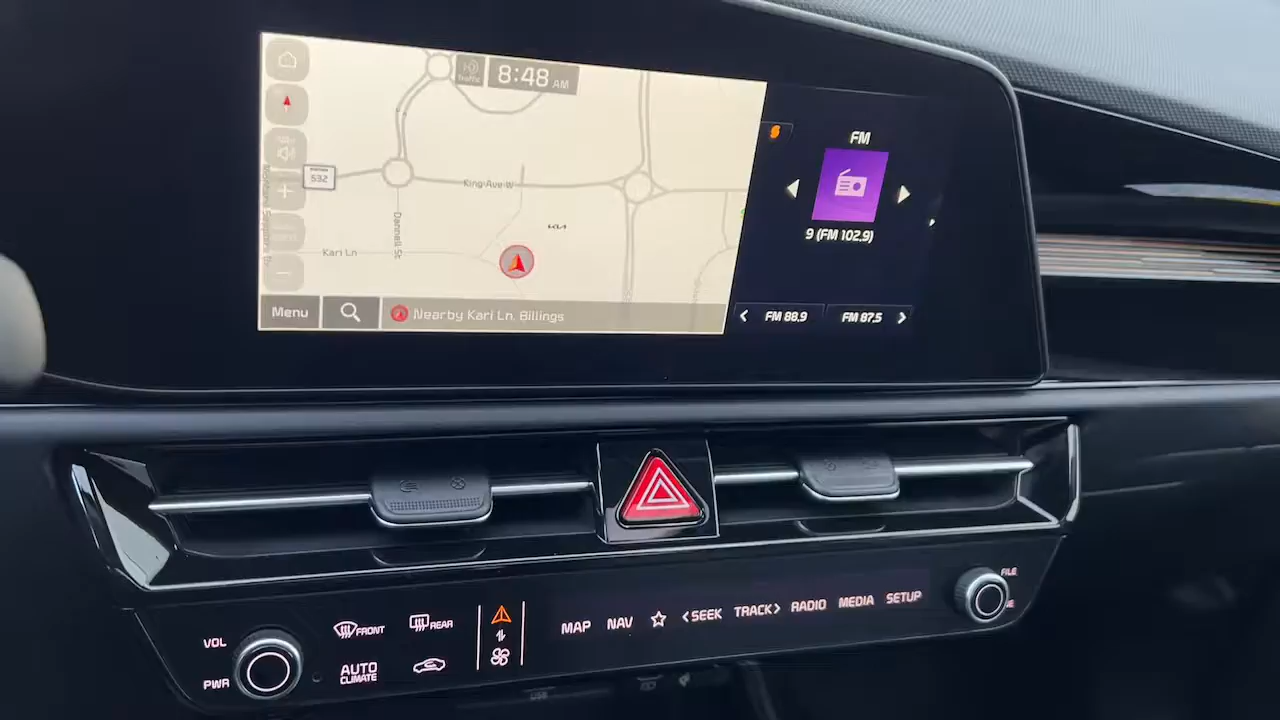 Traffic
8:48 AM
532
King Ave W
Dannell St
KIA
Kari Ln
Menu
Nearby Kari Ln, Billings
FM
9 (FM 102.9)
FM 88.9
FM 87.5
VOL
PWR
FRONT
REAR
AUTO
CLIMATE
MAP
NAV
SEEK
TRACK
RADIO
MEDIA
SETUP
FILE